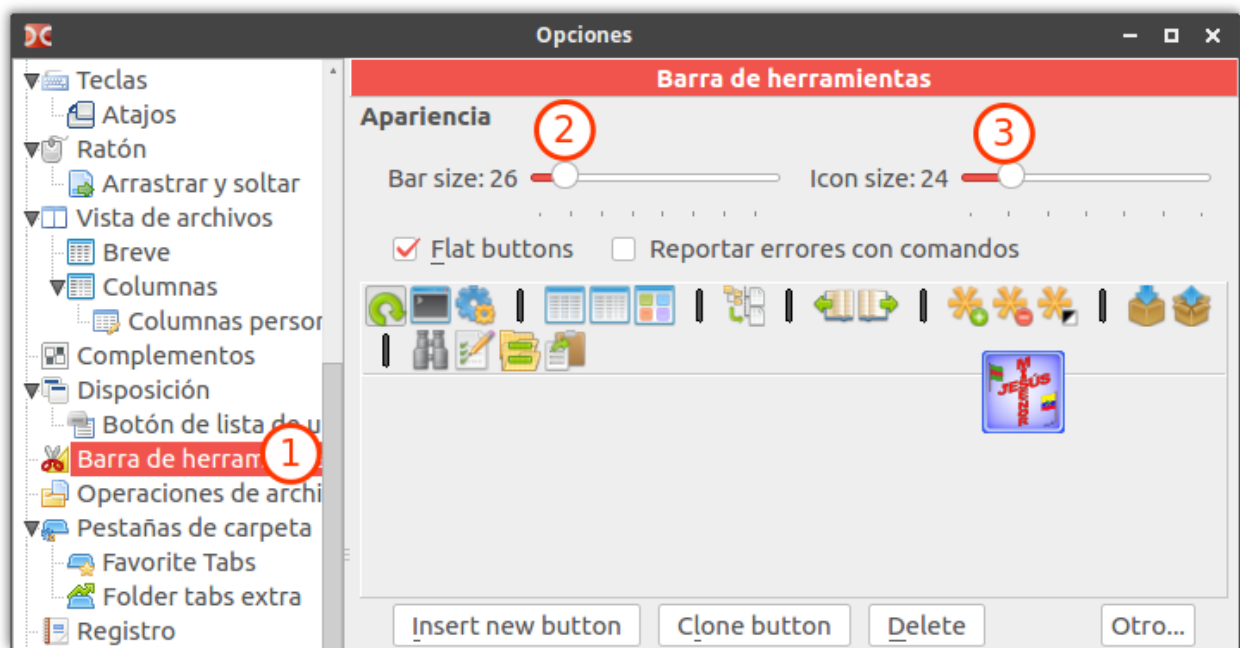 Opciones
Teclas
Atajos
Ratón
Arrastrar y soltar
Vista de archivos
Breve
Columnas
Columnas person
Complementos
Disposición
Botón de lista de u
Barra de herram
1
Operaciones de archi
Pestañas de carpeta
Favorite Tabs
Folder tabs extra
Registro
Barra de herramientas
Apariencia
2
3
Bar size: 26
Icon size: 24
Flat buttons
Reportar errores con comandos
JESÚS
Insert new button
Clone button
Delete
Otro...